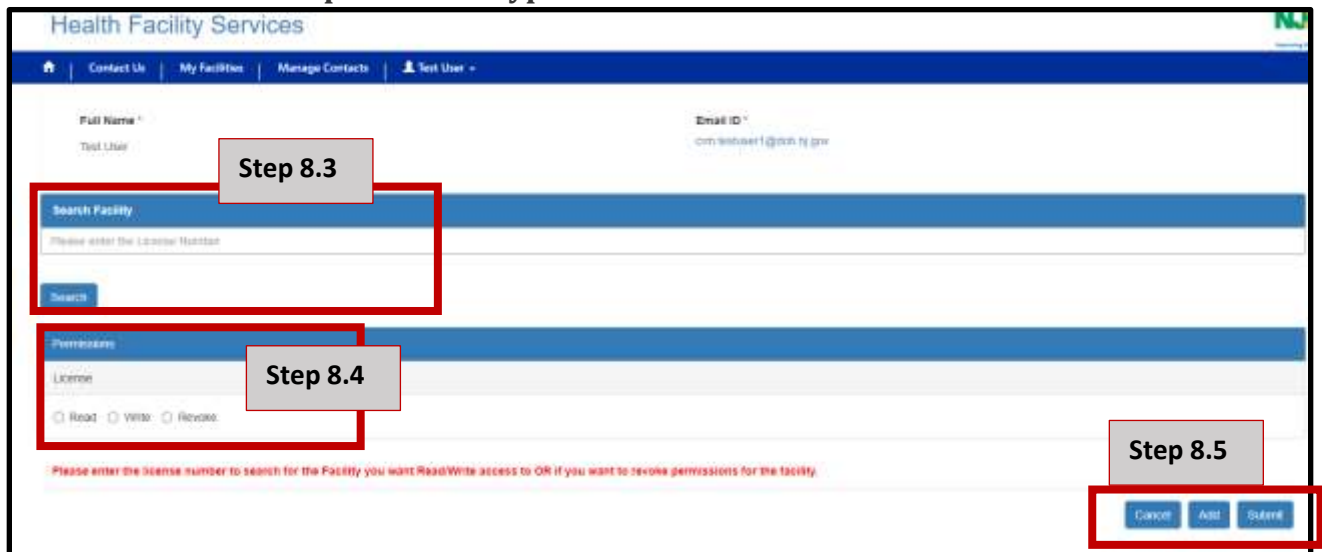 Health Facility Services
NJ
Contact Us | My Facilities | Manage Contacts | Test User
Full Name *
Email ID *
Test User
Step 8.3
Search Facility
Please enter the License Number
Search
Permissions
Step 8.4
License
Read Write Revoke
Step 8.5
Please enter the license number to search for the Facility you want Read/Write access to OR if you want to revoke permissions for the facility.
Cancel Add Submit